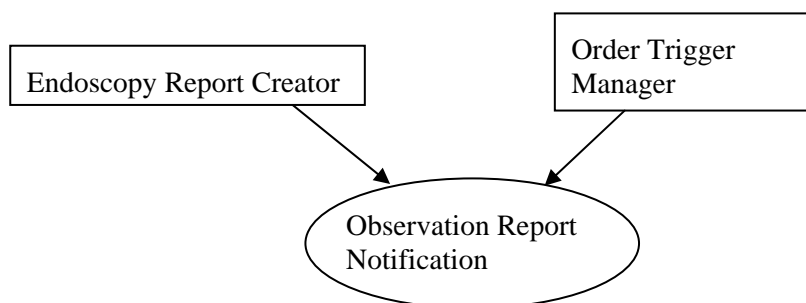 Endoscopy Report Creator
Order Trigger
Manager
Observation Report
Notification